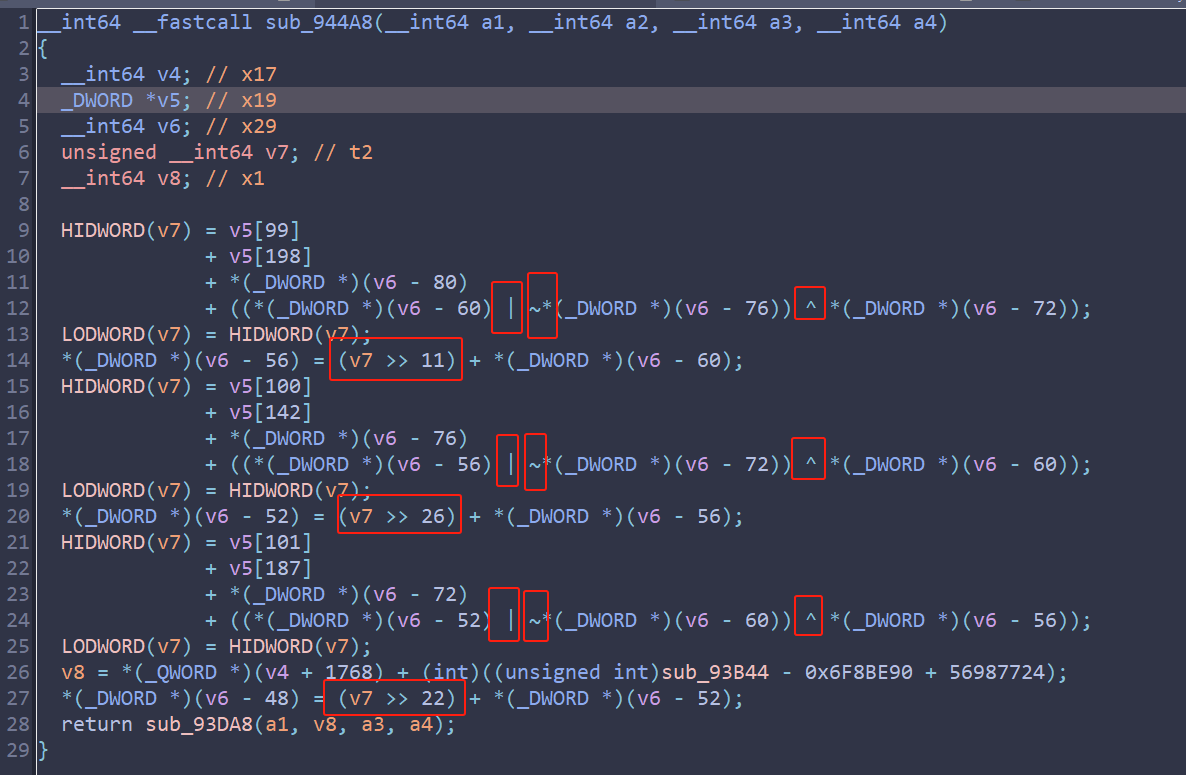 1 __int64 __fastcall sub_944A8(__int64 a1, __int64 a2, __int64 a3, __int64 a4)
2 {
3   __int64 v4; // x17
4   _DWORD *v5; // x19
5   __int64 v6; // x29
6   unsigned __int64 v7; // t2
7   __int64 v8; // x1
8
9   HIDWORD(v7) = v5[99]
10               + v5[198]
11               + *(_DWORD *)(v6 - 80)
12               + ((*(_DWORD *)(v6 - 60) | ~*(_DWORD *)(v6 - 76)) ^ *(_DWORD *)(v6 - 72));
13   LODWORD(v7) = HIDWORD(v7);
14   *(_DWORD *)(v6 - 56) = (v7 >> 11) + *(_DWORD *)(v6 - 60);
15   HIDWORD(v7) = v5[100]
16               + v5[142]
17               + *(_DWORD *)(v6 - 76)
18               + ((*(_DWORD *)(v6 - 56) | ~*(_DWORD *)(v6 - 72)) ^ *(_DWORD *)(v6 - 60));
19   LODWORD(v7) = HIDWORD(v7);
20   *(_DWORD *)(v6 - 52) = (v7 >> 26) + *(_DWORD *)(v6 - 56);
21   HIDWORD(v7) = v5[101]
22               + v5[187]
23               + *(_DWORD *)(v6 - 72)
24               + ((*(_DWORD *)(v6 - 52) | ~*(_DWORD *)(v6 - 60)) ^ *(_DWORD *)(v6 - 56));
25   LODWORD(v7) = HIDWORD(v7);
26   v8 = *(_QWORD *)(v4 + 1768) + (int)((unsigned int)sub_93B44 - 0x6F8BE90 + 56987724);
27   *(_DWORD *)(v6 - 48) = (v7 >> 22) + *(_DWORD *)(v6 - 52);
28   return sub_93DA8(a1, v8, a3, a4);
29 }